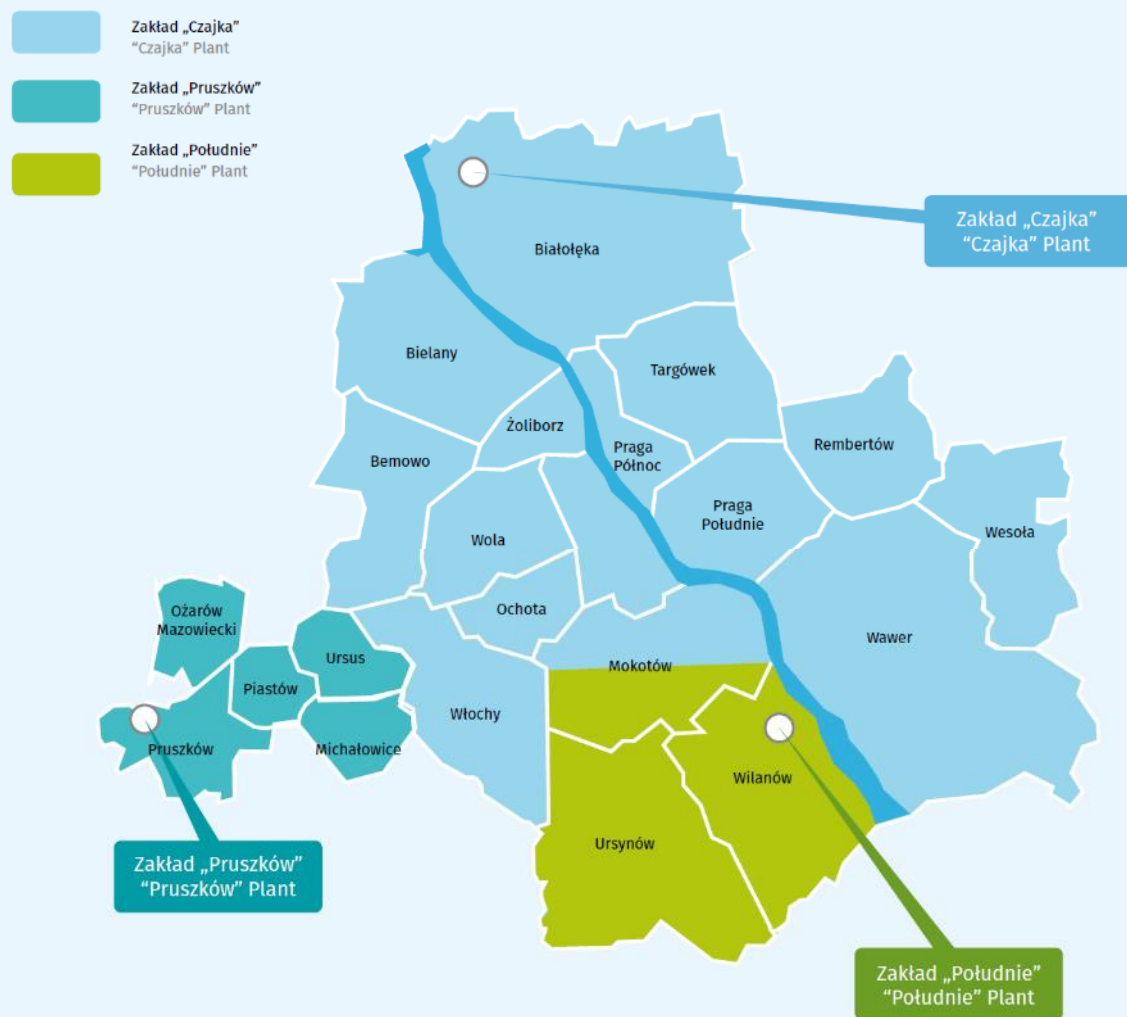 Zakład „Czajka”
“Czajka” Plant
Zakład „Pruszków”
“Pruszków” Plant
Zakład „Południe”
“Południe” Plant
Zakład „Czajka”
“Czajka” Plant
Białołęka
Bielany
Targówek
Żoliborz
Praga
Północ
Rembertów
Bemowo
Praga
Południe
Wesoła
Wola
Ochota
Ożarów
Mazowiecki
Ursus
Wawer
Mokotów
Piastów
Włochy
Pruszków
Michałowice
Wilanów
Ursynów
Zakład „Pruszków”
“Pruszków” Plant
Zakład „Południe”
“Południe” Plant